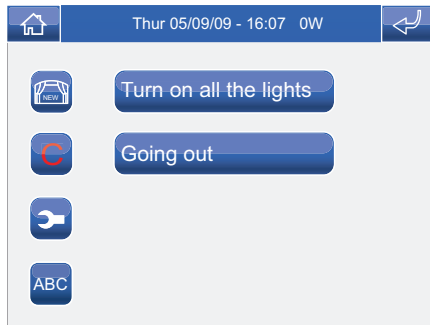 Thur 05/09/09 - 16:07 0W
NEW
Turn on all the lights
C
Going out
ABC